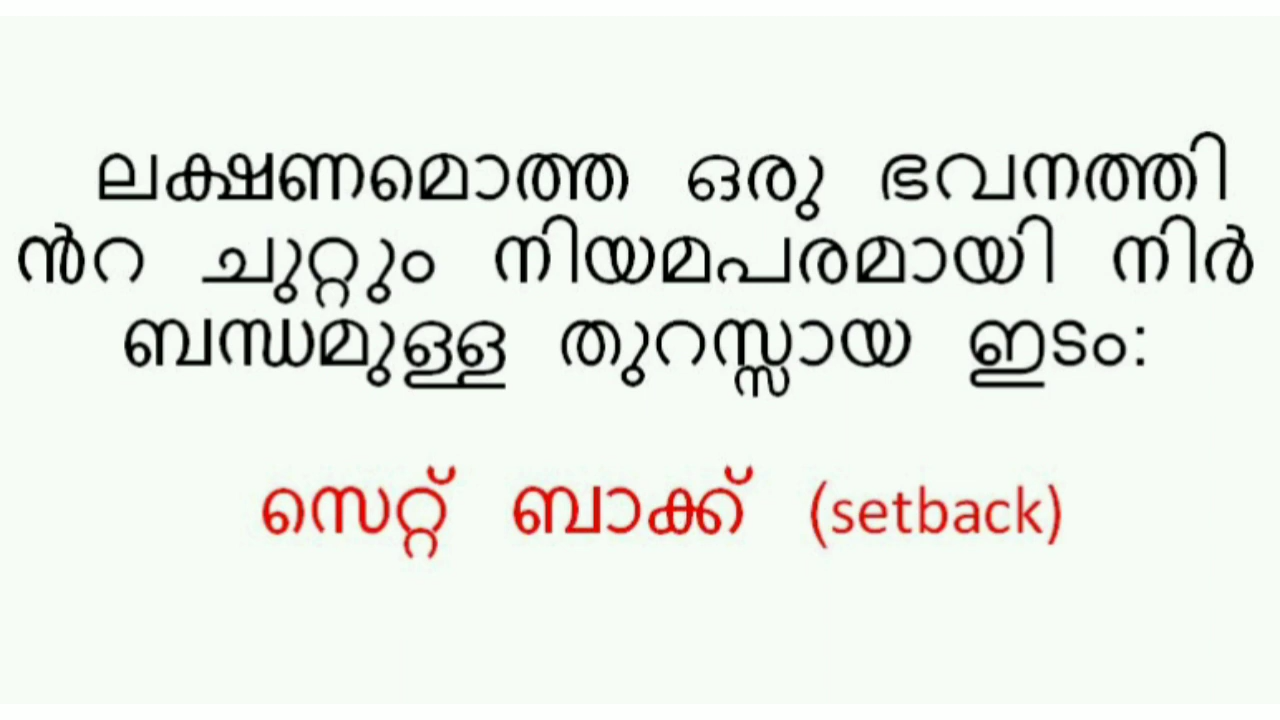 ലക്ഷണമൊത്ത ഒരു ഭവനത്തി
ൻറ ചുറ്റും നിയമപരമായി നിർ
ബന്ധമുള്ള തുറസ്സായ ഇടം:
സെറ്റ് ബാക്ക് (setback)